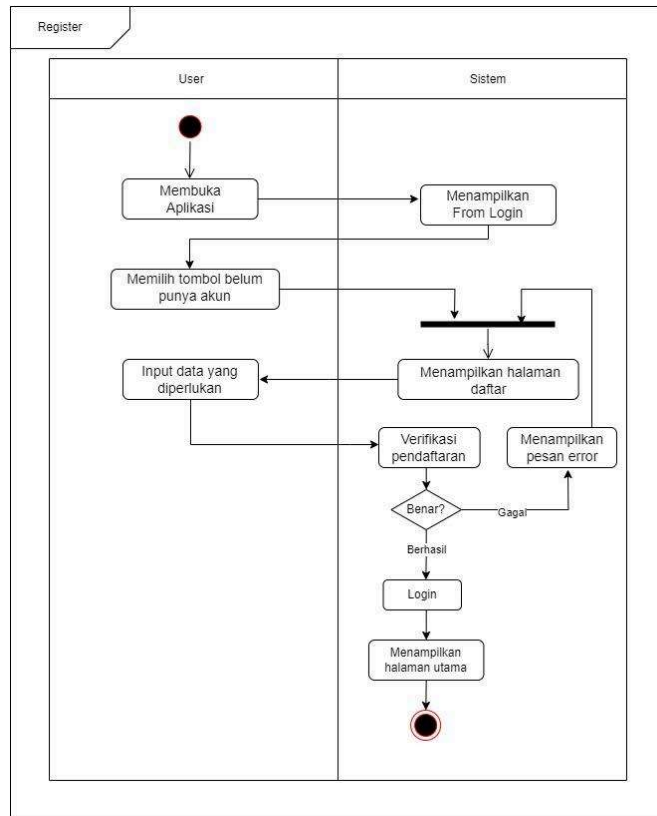 Register
User
Sistem
Membuka
Aplikasi
Menampilkan
From Login
Memilih tombol belum
punya akun
Input data yang
diperlukan
Menampilkan halaman
daftar
Verifikasi
pendaftaran
Menampilkan
pesan error
Benar?
Gagal
Berhasil
Login
Menampilkan
halaman utama